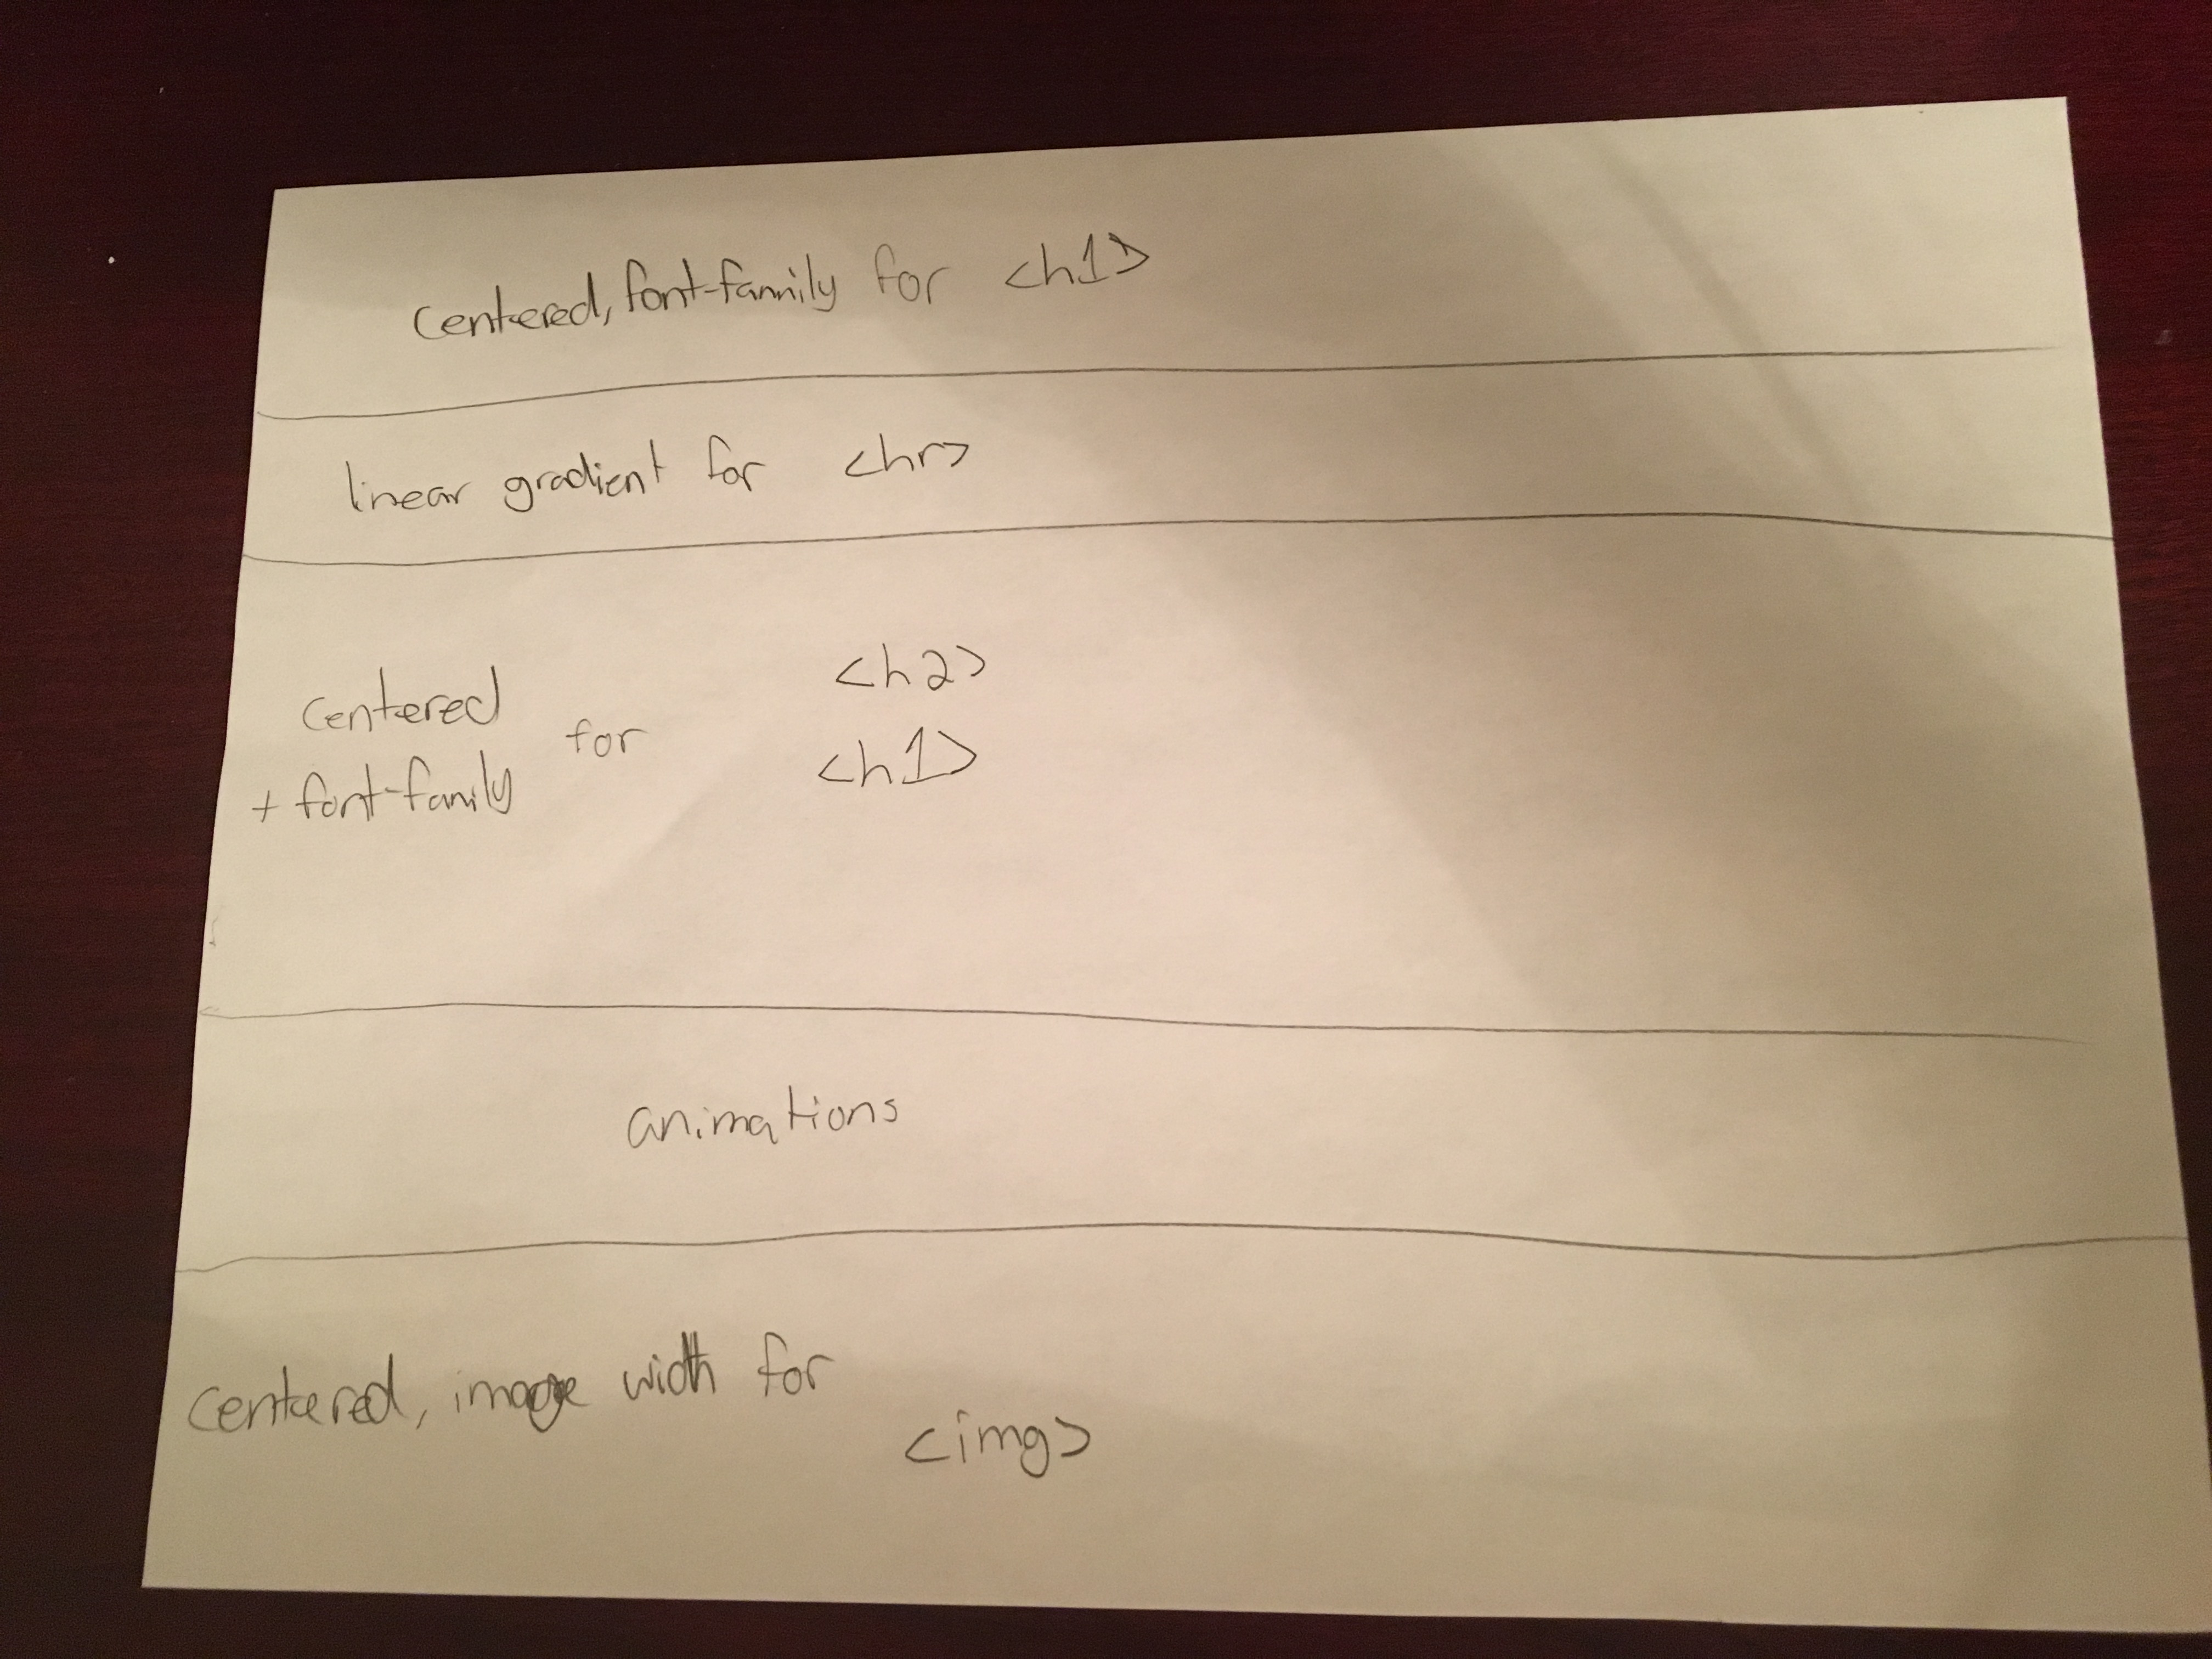 Centered, font-family for <h1>
linear gradient for <hr>
Centered <h2>
for
+ font-family <h1>
animations
Centered, image width for
<img>